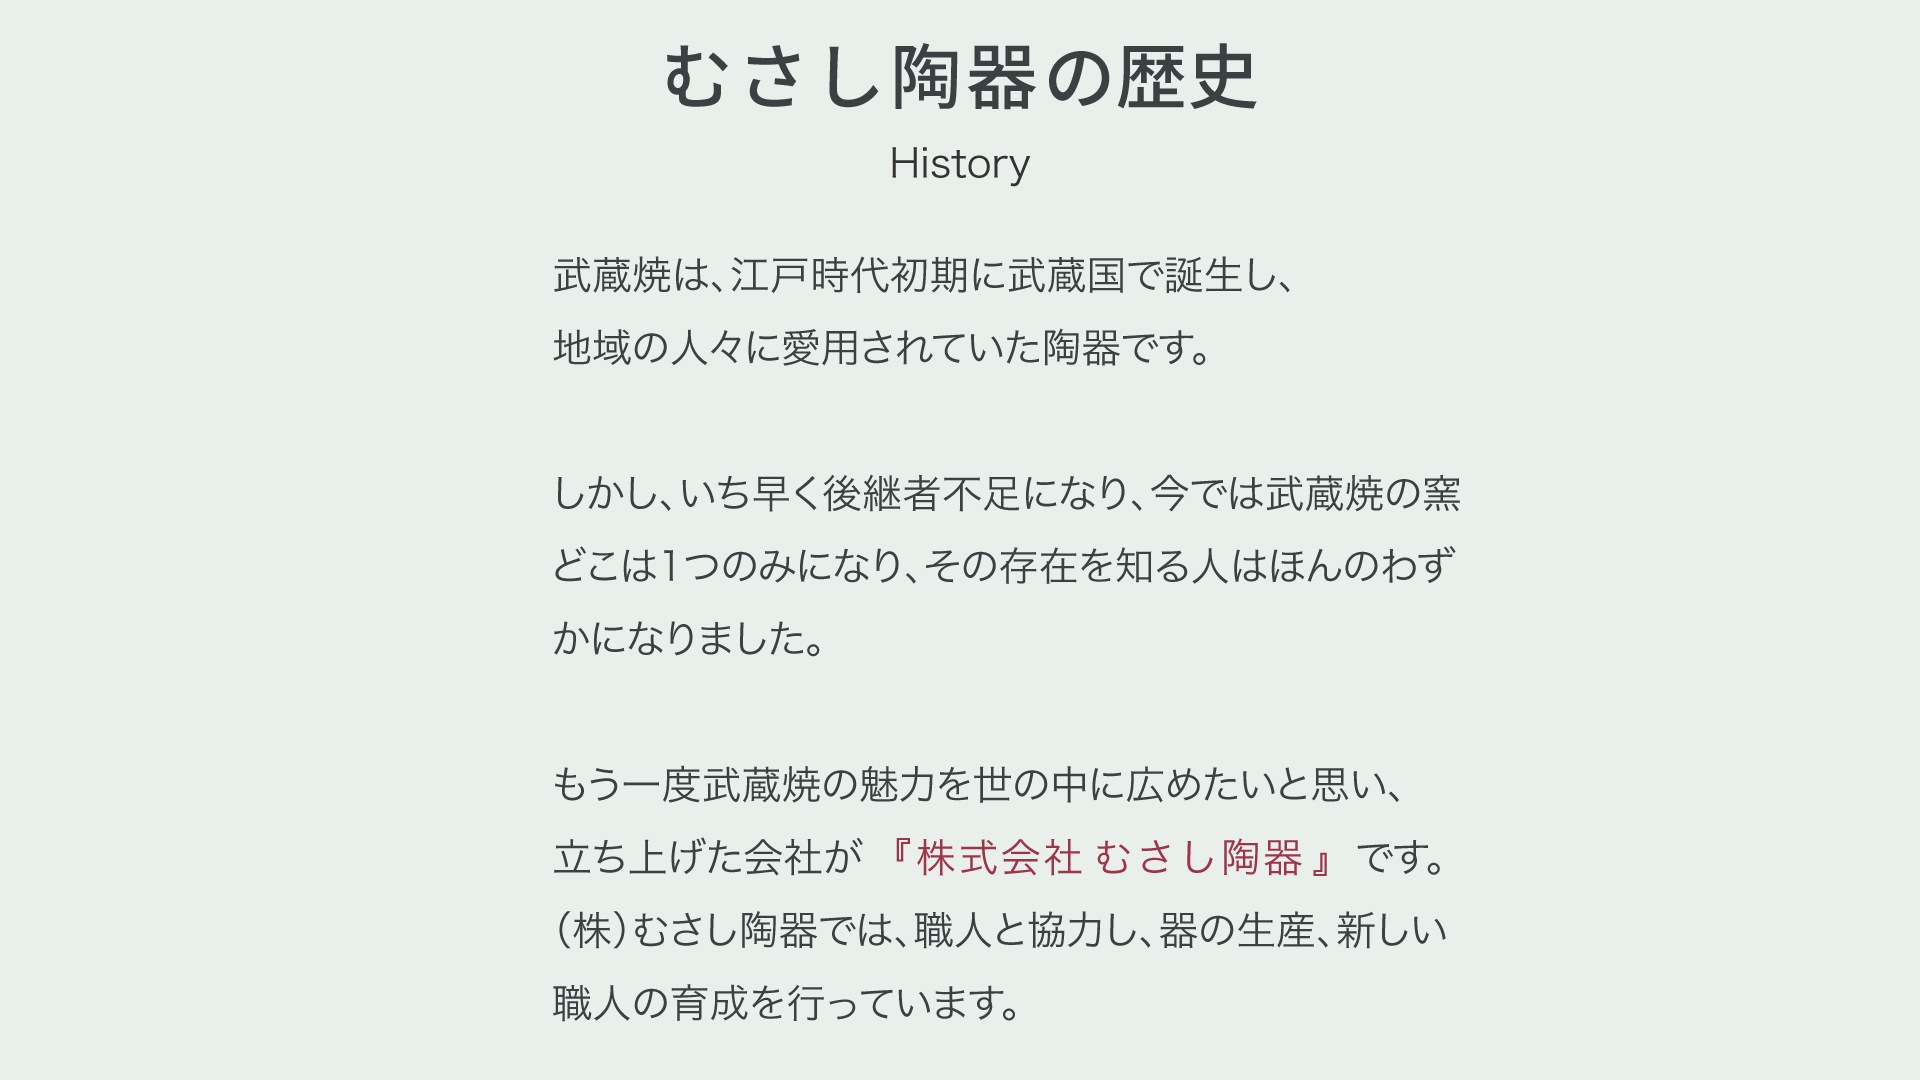 むさし陶器の歴史
History
武蔵焼は、江戸時代初期に武蔵国で誕生し、
地域の人々に愛用されていた陶器です。
しかし、いち早く後継者不足になり、今では武蔵焼の窯
どこは1つのみになり、その存在を知る人はほんのわず
かになりました。
もう一度武蔵焼の魅力を世の中に広めたいと思い、
立ち上げた会社が 『株式会社 むさし陶器 』 です。
（株）むさし陶器では、職人と協力し、器の生産、新しい
職人の育成を行っています。